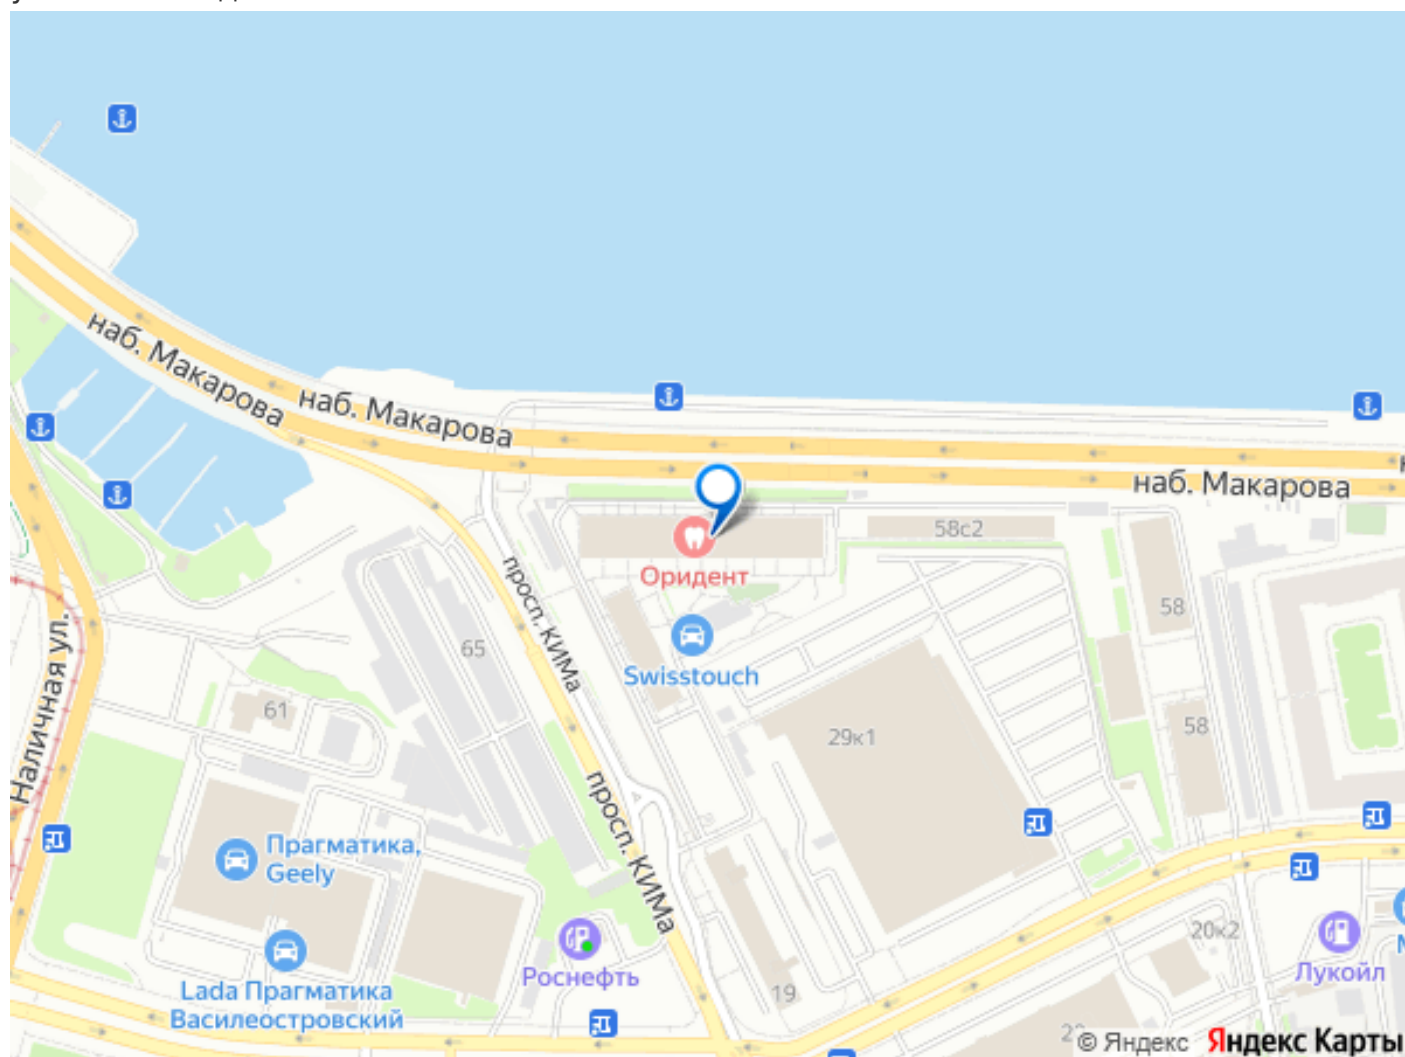 наб. Макарова
наб. Макарова
наб. Макарова
58с2
Оридент
58
просп. КИМа
65
Swisstouch
Наличная ул.
61
58
29к1
просп. КИМа
Прагматика,
Geely
20к2
Роснефть
Лукойл
Lada Прагматика
Василеостровский
19
© Яндекс Яндекс Карты